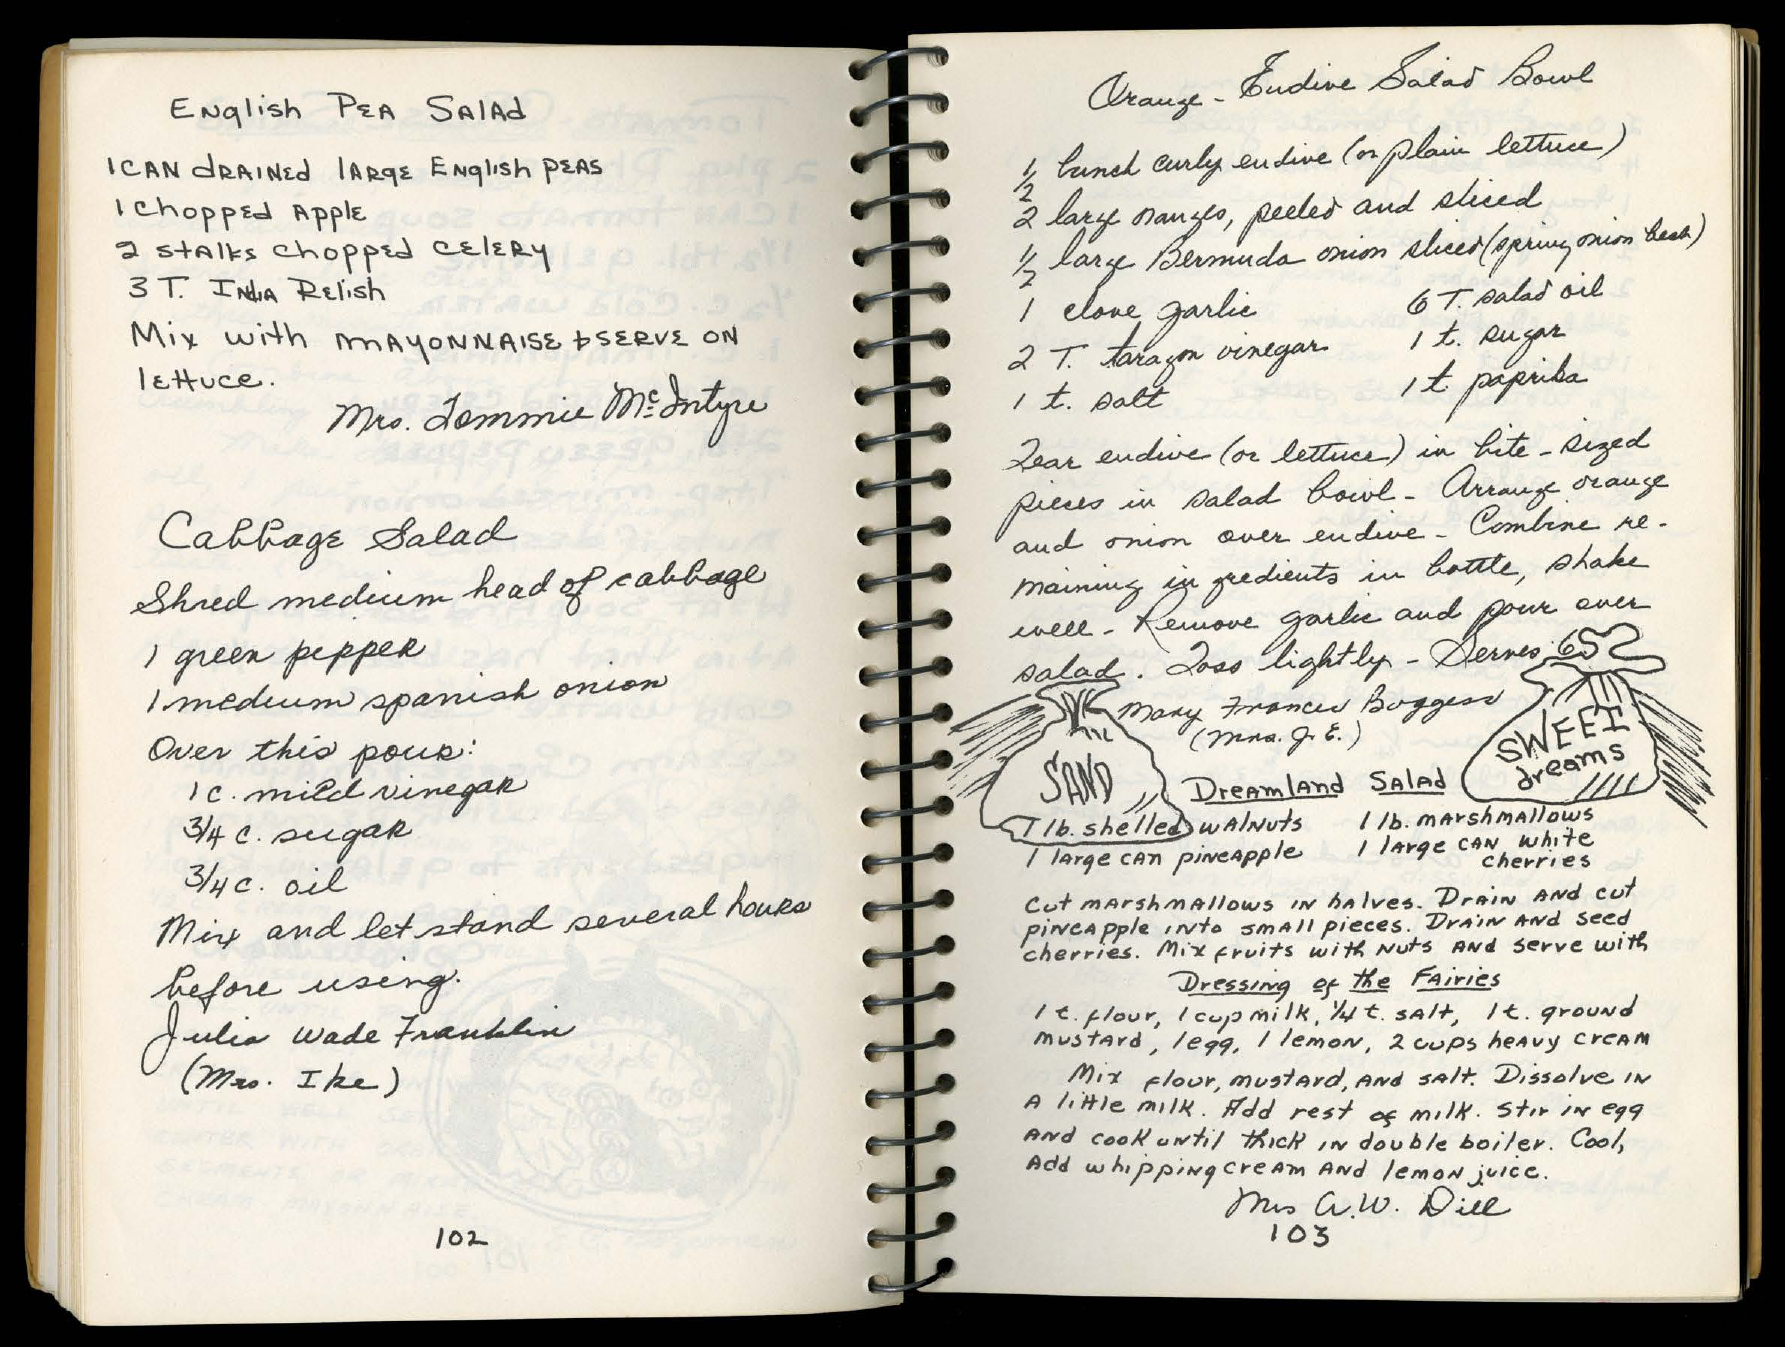 English Pea Salad
1 can drained large English peas
1 chopped apple
2 stalks chopped celery
3 T. India Relish
Mix with mayonnaise & serve on
lettuce.
Mrs. Tommie McIntyre
Cabbage Salad
Shred medium head of cabbage
1 green pepper
1 medium spanish onion
Over this pour:
1 c. mild vinegar
3/4 c. sugar
3/4 c. oil
Mix and let stand several hours
before using.
Julia Wade Franklin
(Mrs. Ike)
102
Orange - Endive Salad Bowl
1/2 bunch curly endive (or plain lettuce)
2 large oranges, peeled and sliced
1/2 large Bermuda onion sliced (spring onion best)
1 clove garlic 6 T. salad oil
2 T. taragon vinegar 1 t. sugar
1 t. salt 1 t. paprika
Tear endive (or lettuce) in bite-sized
pieces in salad bowl - Arrange orange
and onion over endive - Combine re-
maining ingredients in bottle, shake
well - Remove garlic and pour over
salad. Toss lightly - Serves 6
Mary Frances Boggess
(Mrs. J. E.)
SAND
SWEET
dreams
Dreamland Salad
1 lb. shelled walnuts 1 lb. marshmallows
1 large can pineapple 1 large can white
cherries
Cut marshmallows in halves. Drain and cut
pineapple into small pieces. Drain and seed
cherries. Mix fruits with nuts and serve with
Dressing of the Fairies
1 t. flour, 1 cup milk, 1/4 t. salt, 1 t. ground
mustard, 1 egg, 1 lemon, 2 cups heavy cream
Mix flour, mustard, and salt. Dissolve in
a little milk. Add rest of milk. Stir in egg
and cook until thick in double boiler. Cool,
Add whipping cream and lemon juice.
Mrs A.W. Dill
103